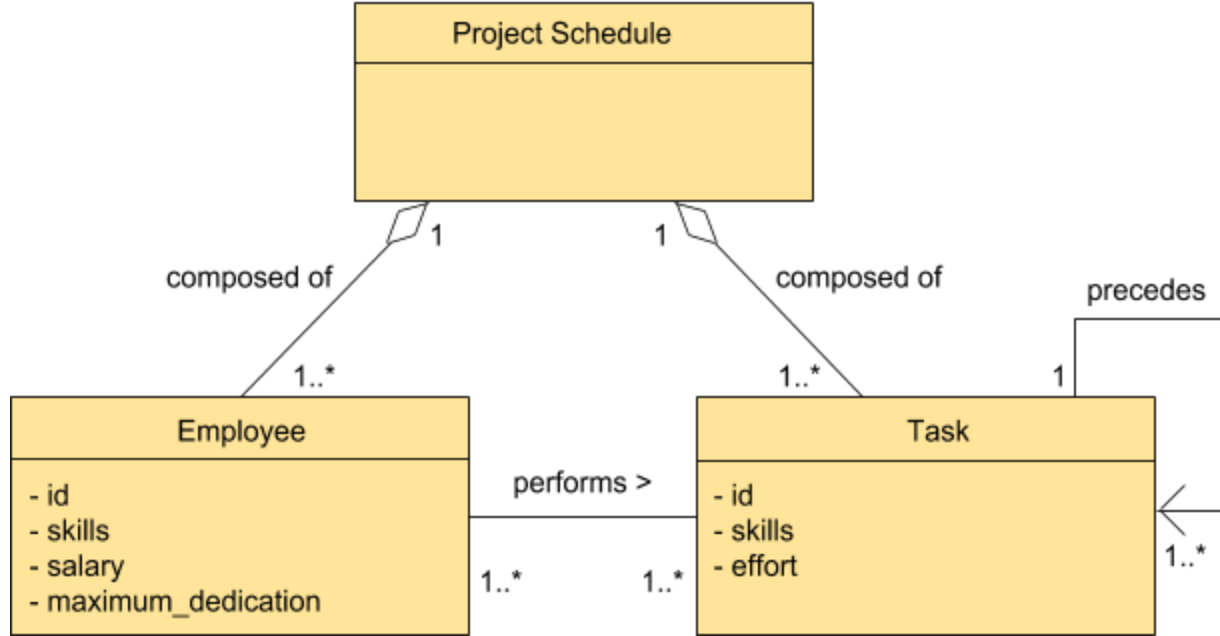 Project Schedule
1
1
composed of
composed of
precedes
1..*
1..*
1
Employee
Task
- id
- skills
- salary
- maximum_dedication
performs >
1..*
1..*
- id
- skills
- effort
1..*